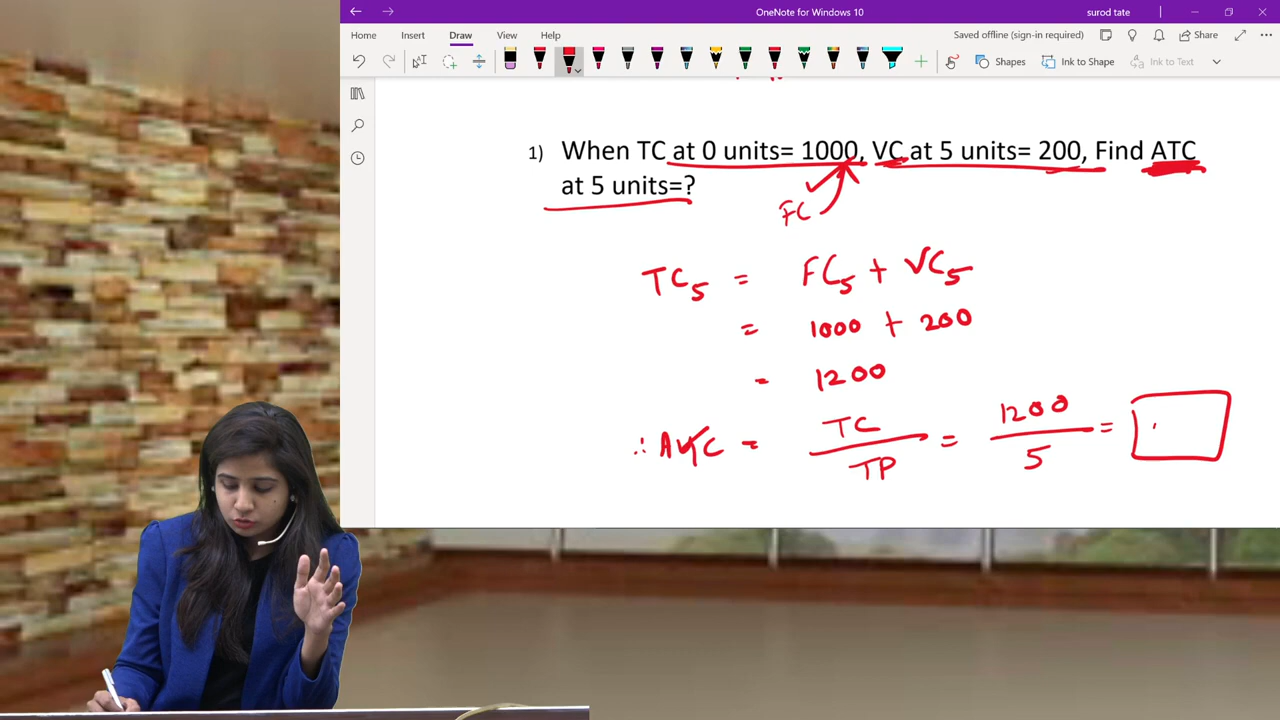 OneNote for Windows 10
surod tate
Home Insert Draw View Help
Saved offline (sign-in required)
Share
Shapes
Ink to Shape
Ink to Text
1) When TC at 0 units= 1000, VC at 5 units= 200, Find ATC
at 5 units=?
FC
TC5 = FC5 + VC5
= 1000 + 200
= 1200
∴ ATC = TC / TP = 1200 / 5 =